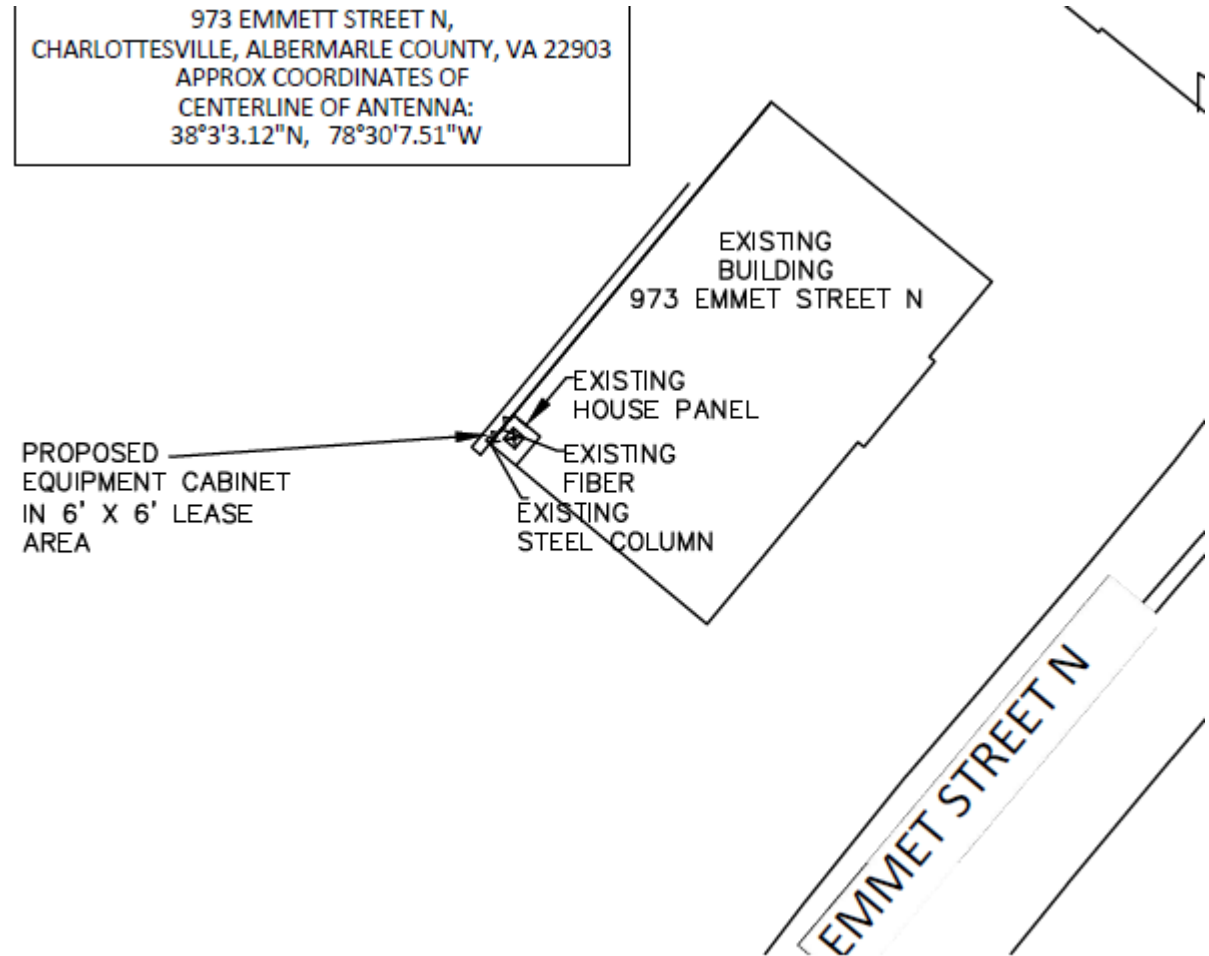 973 EMMETT STREET N,
CHARLOTTESVILLE, ALBERMARLE COUNTY, VA 22903
APPROX COORDINATES OF
CENTERLINE OF ANTENNA:
38°3'3.12"N, 78°30'7.51"W
EXISTING
BUILDING
973 EMMET STREET N
EXISTING
HOUSE PANEL
PROPOSED
EQUIPMENT CABINET
IN 6' X 6' LEASE
AREA
EXISTING
FIBER
EXISTING
STEEL COLUMN
EMMET STREET N